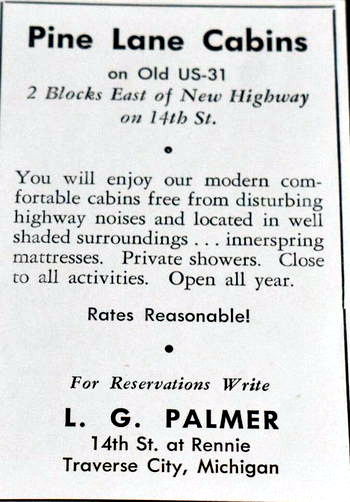 Pine Lane Cabins
on Old US-31
2 Blocks East of New Highway
on 14th St.
You will enjoy our modern com-
fortable cabins free from disturbing
highway noises and located in well
shaded surroundings . . . innerspring
mattresses. Private showers. Close
to all activities. Open all year.
Rates Reasonable!
For Reservations Write
L. G. PALMER
14th St. at Rennie
Traverse City, Michigan